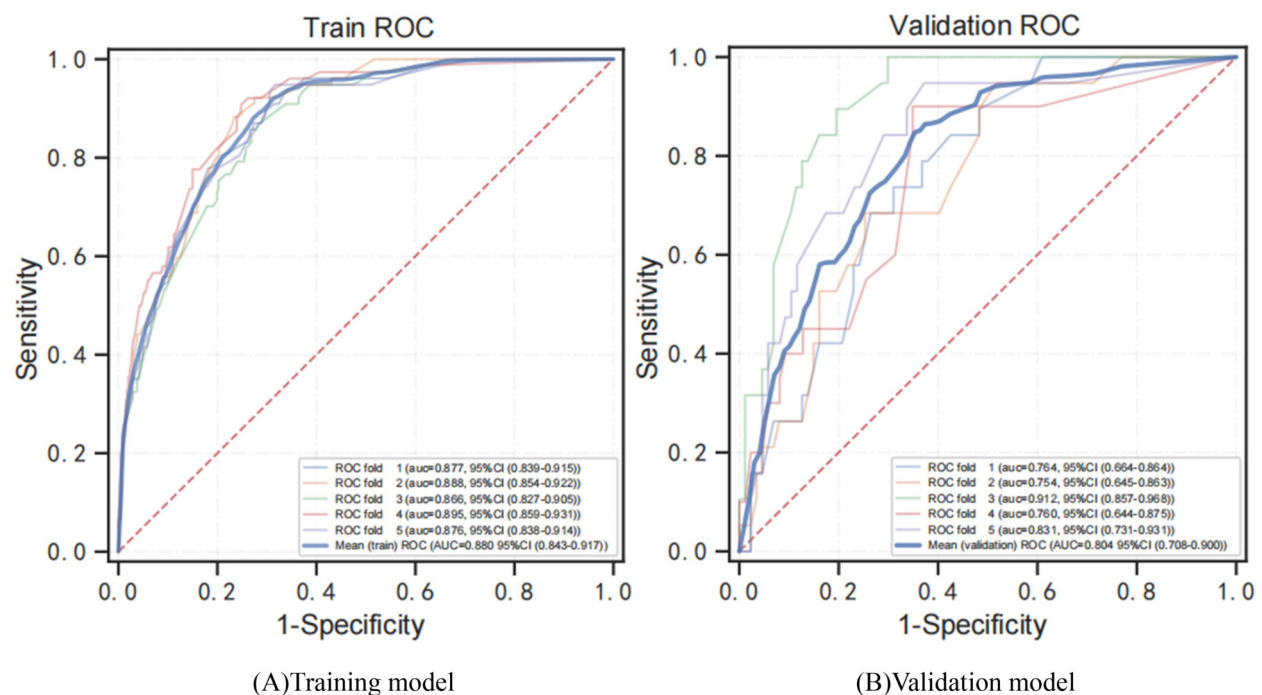 Train ROC
1.0
0.8
0.6
0.4
0.2
0.0
Sensitivity
ROC fold 1 (auc=0.877, 95%CI (0.839-0.915))
ROC fold 2 (auc=0.888, 95%CI (0.854-0.922))
ROC fold 3 (auc=0.866, 95%CI (0.827-0.905))
ROC fold 4 (auc=0.895, 95%CI (0.859-0.931))
ROC fold 5 (auc=0.876, 95%CI (0.838-0.914))
Mean (train) ROC (AUC=0.880 95%CI (0.843-0.917))
0.0 0.2 0.4 0.6 0.8 1.0
1-Specificity
(A)Training model
Validation ROC
1.0
0.8
0.6
0.4
0.2
0.0
Sensitivity
ROC fold 1 (auc=0.764, 95%CI (0.664-0.864))
ROC fold 2 (auc=0.754, 95%CI (0.645-0.863))
ROC fold 3 (auc=0.912, 95%CI (0.857-0.968))
ROC fold 4 (auc=0.760, 95%CI (0.644-0.875))
ROC fold 5 (auc=0.831, 95%CI (0.731-0.931))
Mean (validation) ROC (AUC=0.804 95%CI (0.708-0.900))
0.0 0.2 0.4 0.6 0.8 1.0
1-Specificity
(B)Validation model